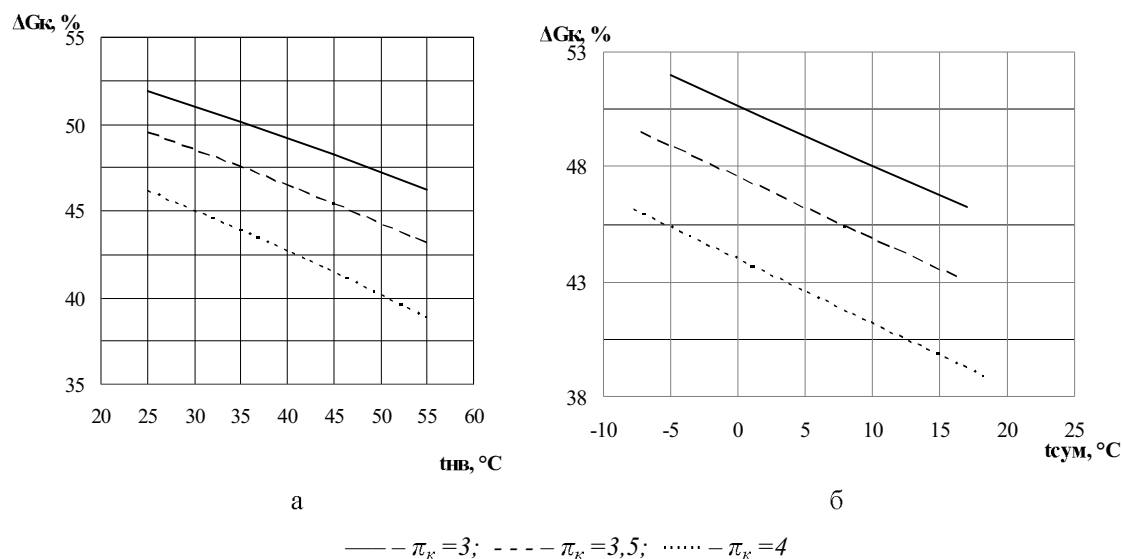 ΔGк, %
55
50
45
40
35
20 25 30 35 40 45 50 55 60
tнв, °C
а
ΔGк, %
53
48
43
38
-10 -5 0 5 10 15 20 25
tсум, °C
б
—— – πк =3; - - - – πк =3,5; ······ – πк =4